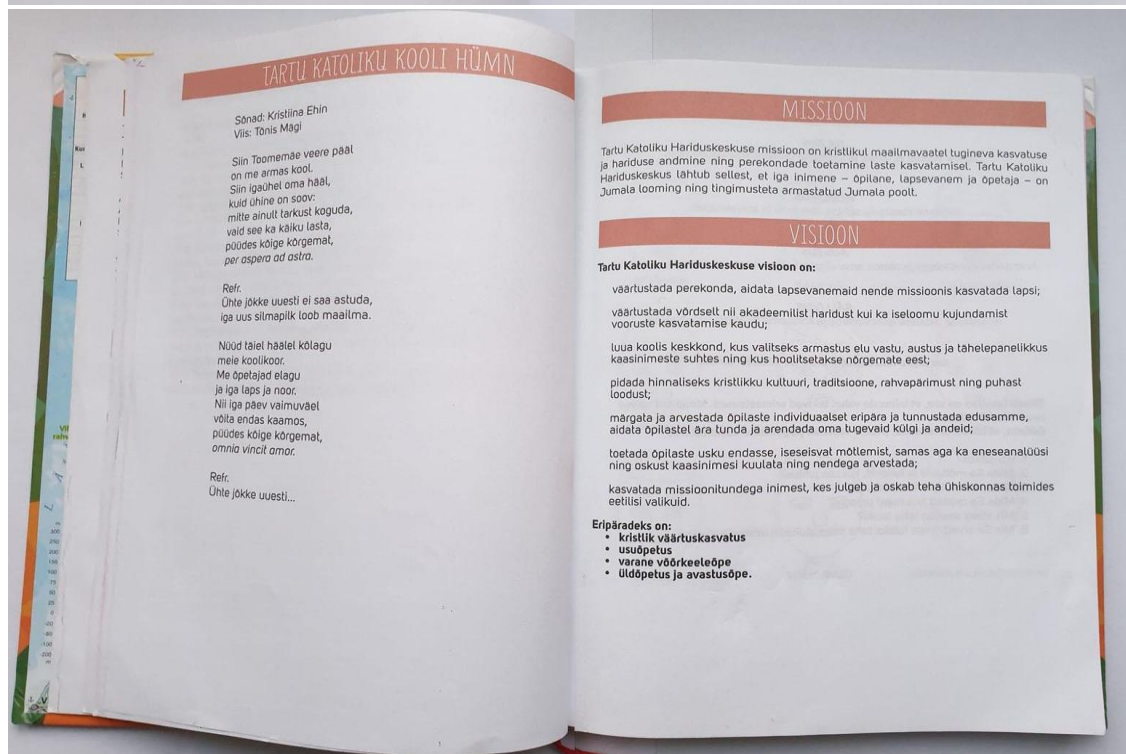 TARTU KATOLIKU KOOLI HÜMN
Sõnad: Kristiina Ehin
Viis: Tõnis Mägi
Siin Toomemäe veere pääl
on me armas kool.
Siin igaühel oma hääl,
kuid ühine on soov:
mitte ainult tarkust koguda,
vaid see ka käiku lasta,
püüdes kõige kõrgemat,
per aspera ad astra.
Refr.
Ühte jõkke uuesti ei saa astuda,
iga uus silmapilk loob maailma.
Nüüd täiel häälel kõlagu
meie koolikoor.
Me õpetajad elagu
ja iga laps ja noor.
Nii iga päev vaimuväel
võita endas kaamos,
püüdes kõige kõrgemat,
omnia vincit amor.
Refr.
Ühte jõkke uuesti...
MISSIOON
Tartu Katoliku Hariduskeskuse missioon on kristlikul maailmavaatel tugineva kasvatuse
ja hariduse andmine ning perekondade toetamine laste kasvatamisel. Tartu Katoliku
Hariduskeskus lähtub sellest, et iga inimene – õpilane, lapsevanem ja õpetaja – on
Jumala looming ning tingimusteta armastatud Jumala poolt.
VISIOON
Tartu Katoliku Hariduskeskuse visioon on:
väärtustada perekonda, aidata lapsevanemaid nende missioonis kasvatada lapsi;
väärtustada võrdselt nii akadeemilist haridust kui ka iseloomu kujundamist
vooruste kasvatamise kaudu;
luua koolis keskkond, kus valitseks armastus elu vastu, austus ja tähelepanelikkus
kaasinimeste suhtes ning kus hoolitsetakse nõrgemate eest;
pidada hinnaliseks kristlikku kultuuri, traditsioone, rahvapärimust ning puhast
loodust;
märgata ja arvestada õpilaste individuaalset eripära ja tunnustada edusamme,
aidata õpilastel ära tunda ja arendada oma tugevaid külgi ja andeid;
toetada õpilaste usku endasse, iseseisvat mõtlemist, samas aga ka eneseanalüüsi
ning oskust kaasinimesi kuulata ning nendega arvestada;
kasvatada missioonitundega inimest, kes julgeb ja oskab teha ühiskonnas toimides
eetilisi valikuid.
Eripäradeks on:
• kristlik väärtuskasvatus
• usuõpetus
• varane võõrkeeleõpe
• üldõpetus ja avastusõpe.